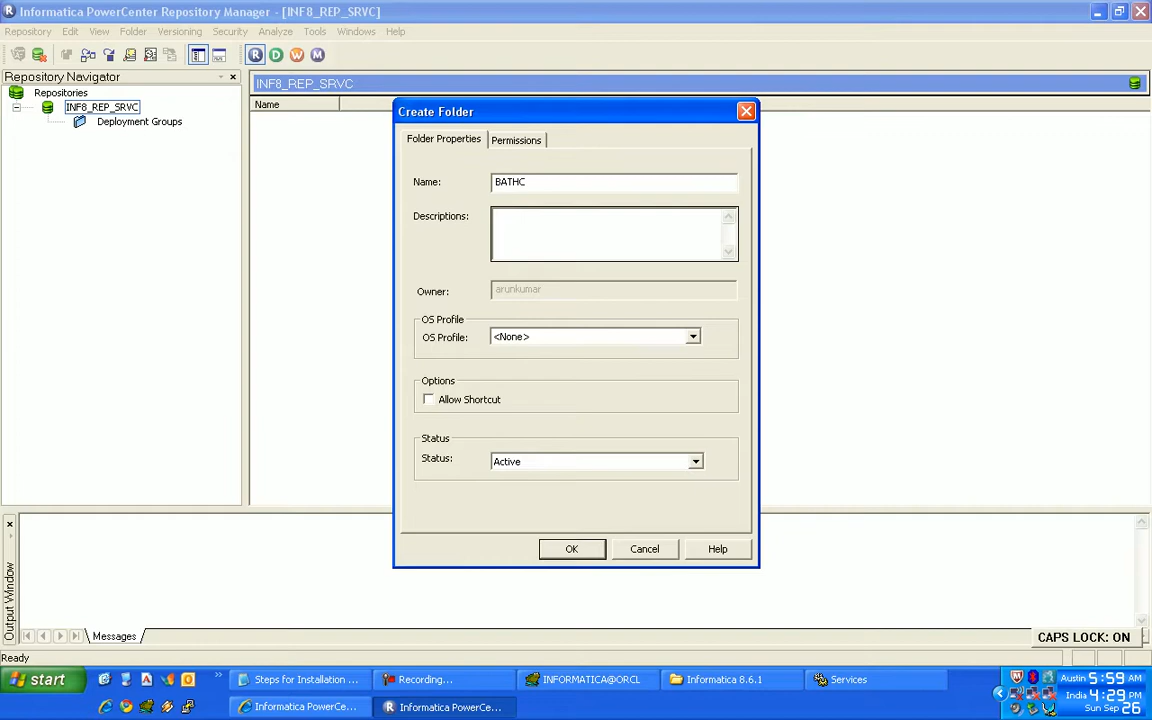 Informatica PowerCenter Repository Manager - [INF8_REP_SRVC]
Repository Edit View Folder Versioning Security Analyze Tools Windows Help
R D W M
Repository Navigator
Repositories
INF8_REP_SRVC
Deployment Groups
INF8_REP_SRVC
Name
Create Folder
Folder Properties Permissions
Name: BATHC
Descriptions:
Owner: arunkumar
OS Profile
OS Profile: <None>
Options
Allow Shortcut
Status
Status: Active
OK Cancel Help
Output Window
Messages
CAPS LOCK: ON
Ready
start
Steps for Installation ... Recording... INFORMATICA@ORCL Informatica 8.6.1 Services
Informatica PowerCe... Informatica PowerCe...
Austin 5:59 AM
India 4:29 PM
Sun Sep 26